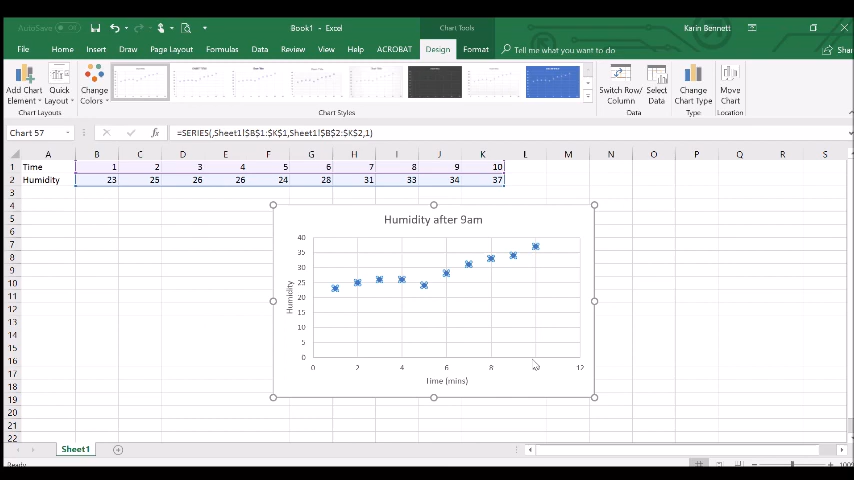 AutoSave Off
Book1 - Excel
Chart Tools
Karin Bennett
File Home Insert Draw Page Layout Formulas Data Review View Help ACROBAT Design Format Tell me what you want to do Shar
Add Chart Element Quick Layout Change Colors Switch Row/ Column Select Data Change Chart Type Move Chart
Chart Layouts Chart Styles Data Type Location
Chart 57 fx =SERIES(,Sheet1!$B$1:$K$1,Sheet1!$B$2:$K$2,1)
A B C D E F G H I J K L M N O P Q R S
1 Time 1 2 3 4 5 6 7 8 9 10
2 Humidity 23 25 26 26 24 28 31 33 34 37
3
4
5
6
7
8
9
10
11
12
13
14
15
16
17
18
19
20
21
22
Humidity after 9am
40
35
30
25
20
15
10
5
0
Humidity
0 2 4 6 8 10 12
Time (mins)
Sheet1
Ready
100%